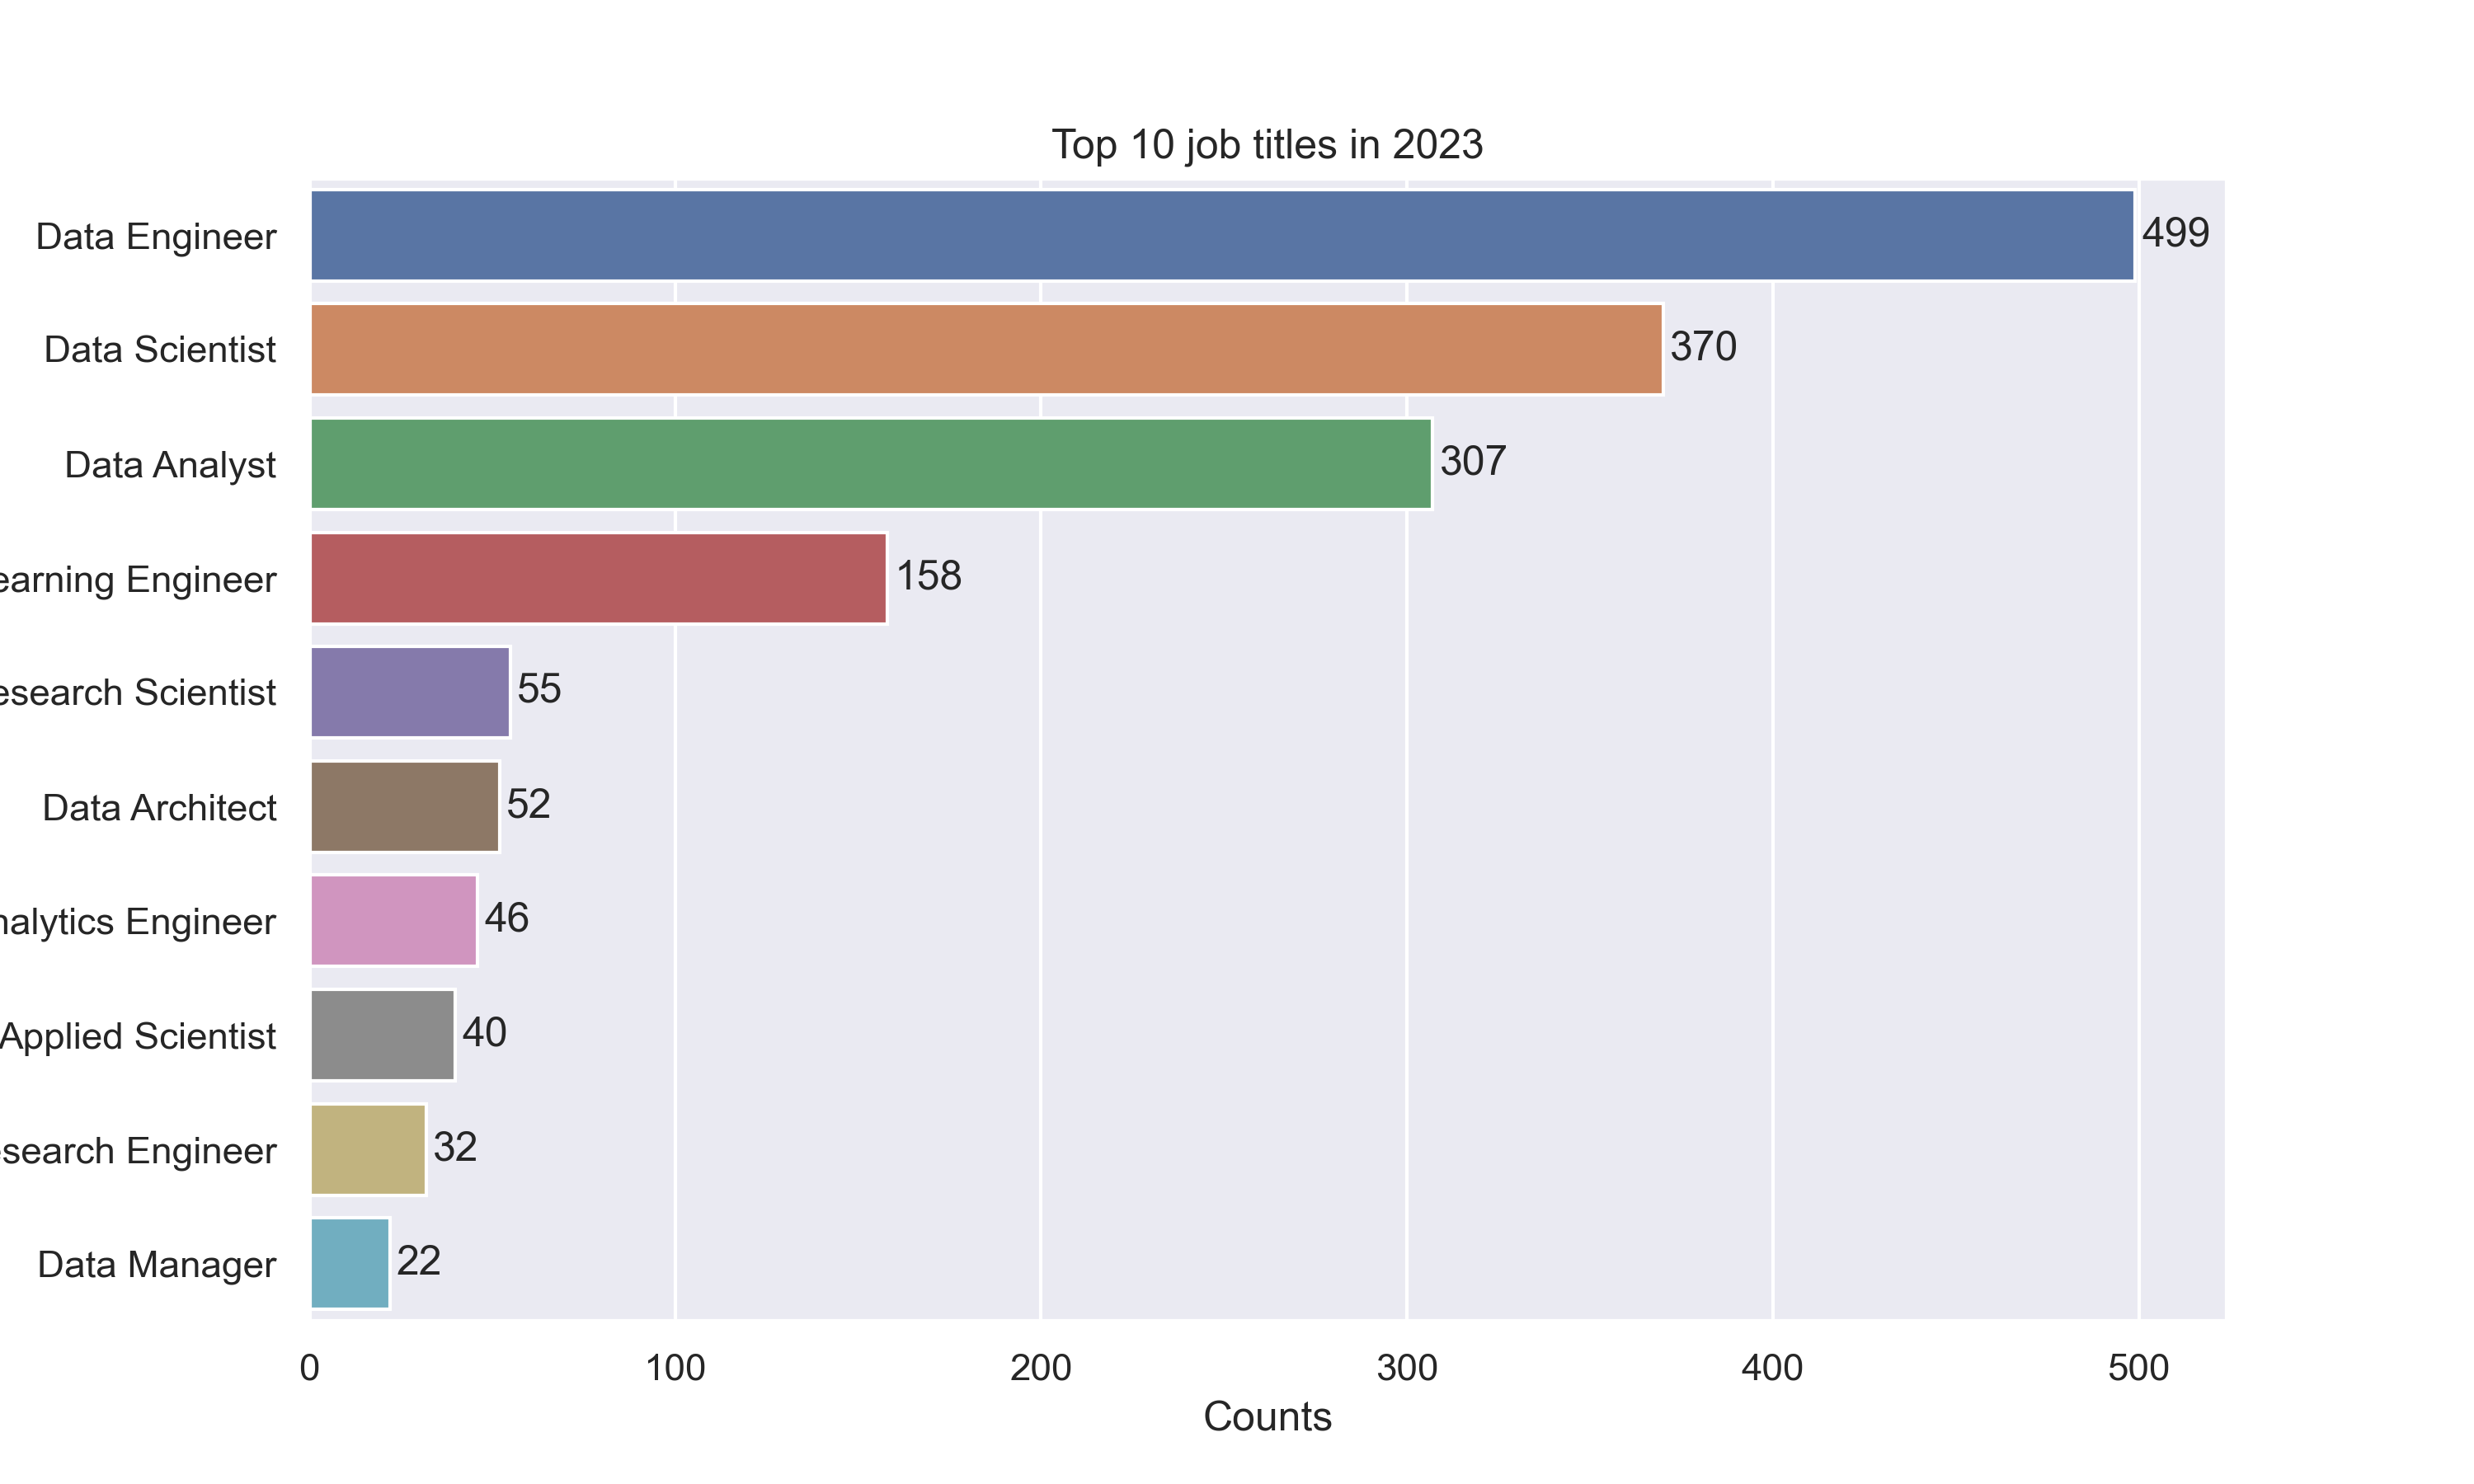 Top 10 job titles in 2023
Data Engineer 499
Data Scientist 370
Data Analyst 307
earning Engineer 158
esearch Scientist 55
Data Architect 52
nalytics Engineer 46
Applied Scientist 40
search Engineer 32
Data Manager 22
0 100 200 300 400 500
Counts